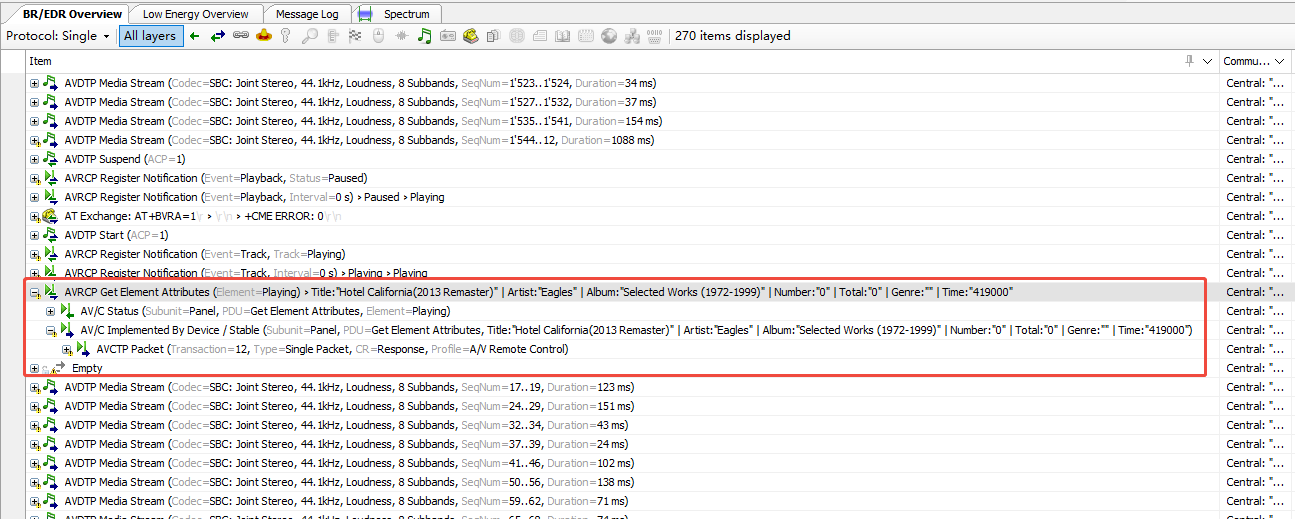 BR/EDR Overview Low Energy Overview Message Log Spectrum
Protocol: Single All layers 270 items displayed
Item Commu...
AVDTP Media Stream (Codec=SBC: Joint Stereo, 44.1kHz, Loudness, 8 Subbands, SeqNum=1'523..1'524, Duration=34 ms) Central: "...
AVDTP Media Stream (Codec=SBC: Joint Stereo, 44.1kHz, Loudness, 8 Subbands, SeqNum=1'527..1'532, Duration=37 ms) Central: "...
AVDTP Media Stream (Codec=SBC: Joint Stereo, 44.1kHz, Loudness, 8 Subbands, SeqNum=1'535..1'541, Duration=154 ms) Central: "...
AVDTP Media Stream (Codec=SBC: Joint Stereo, 44.1kHz, Loudness, 8 Subbands, SeqNum=1'544..12, Duration=1088 ms) Central: "...
AVDTP Suspend (ACP=1) Central: "...
AVRCP Register Notification (Event=Playback, Status=Paused) Central: "...
AVRCP Register Notification (Event=Playback, Interval=0 s) > Paused > Playing Central: "...
AT Exchange: AT+BVRA=1\r > \r\n > +CME ERROR: 0\r\n Central: "...
AVDTP Start (ACP=1) Central: "...
AVRCP Register Notification (Event=Track, Track=Playing) Central: "...
AVRCP Register Notification (Event=Track, Interval=0 s) > Playing > Playing Central: "...
AVRCP Get Element Attributes (Element=Playing) > Title:"Hotel California(2013 Remaster)" | Artist:"Eagles" | Album:"Selected Works (1972-1999)" | Number:"0" | Total:"0" | Genre:"" | Time:"419000" Central: "...
AV/C Status (Subunit=Panel, PDU=Get Element Attributes, Element=Playing) Central: "...
AV/C Implemented By Device / Stable (Subunit=Panel, PDU=Get Element Attributes, Title:"Hotel California(2013 Remaster)" | Artist:"Eagles" | Album:"Selected Works (1972-1999)" | Number:"0" | Total:"0" | Genre:"" | Time:"419000") Central: "...
AVCTP Packet (Transaction=12, Type=Single Packet, CR=Response, Profile=A/V Remote Control) Central: "...
Empty Central: "...
AVDTP Media Stream (Codec=SBC: Joint Stereo, 44.1kHz, Loudness, 8 Subbands, SeqNum=17..19, Duration=123 ms) Central: "...
AVDTP Media Stream (Codec=SBC: Joint Stereo, 44.1kHz, Loudness, 8 Subbands, SeqNum=24..29, Duration=151 ms) Central: "...
AVDTP Media Stream (Codec=SBC: Joint Stereo, 44.1kHz, Loudness, 8 Subbands, SeqNum=32..34, Duration=43 ms) Central: "...
AVDTP Media Stream (Codec=SBC: Joint Stereo, 44.1kHz, Loudness, 8 Subbands, SeqNum=37..39, Duration=24 ms) Central: "...
AVDTP Media Stream (Codec=SBC: Joint Stereo, 44.1kHz, Loudness, 8 Subbands, SeqNum=41..46, Duration=102 ms) Central: "...
AVDTP Media Stream (Codec=SBC: Joint Stereo, 44.1kHz, Loudness, 8 Subbands, SeqNum=50..56, Duration=138 ms) Central: "...
AVDTP Media Stream (Codec=SBC: Joint Stereo, 44.1kHz, Loudness, 8 Subbands, SeqNum=59..62, Duration=71 ms) Central: "...